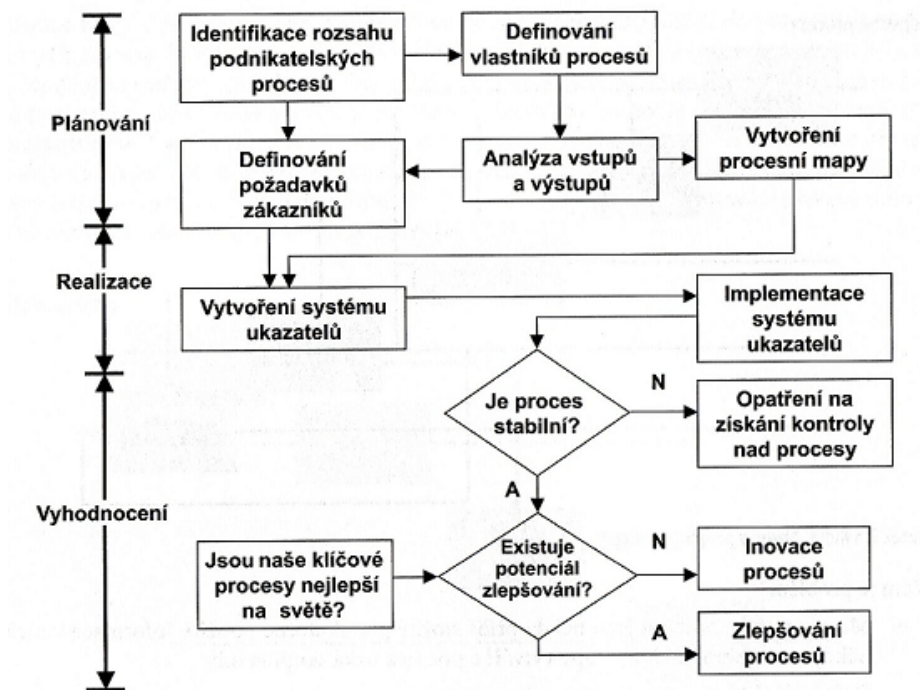 Identifikace rozsahu
podnikatelských
procesů
Definování
vlastníků procesů
Plánování
Definování
požadavků
zákazníků
Analýza vstupů
a výstupů
Vytvoření
procesní mapy
Realizace
Vytvoření systému
ukazatelů
Implementace
systému
ukazatelů
Je proces
stabilní?
N
Opatření na
získání kontroly
nad procesy
A
Vyhodnocení
Jsou naše klíčové
procesy nejlepší
na světě?
Existuje
potenciál
zlepšování?
N
Inovace
procesů
A
Zlepšování
procesů